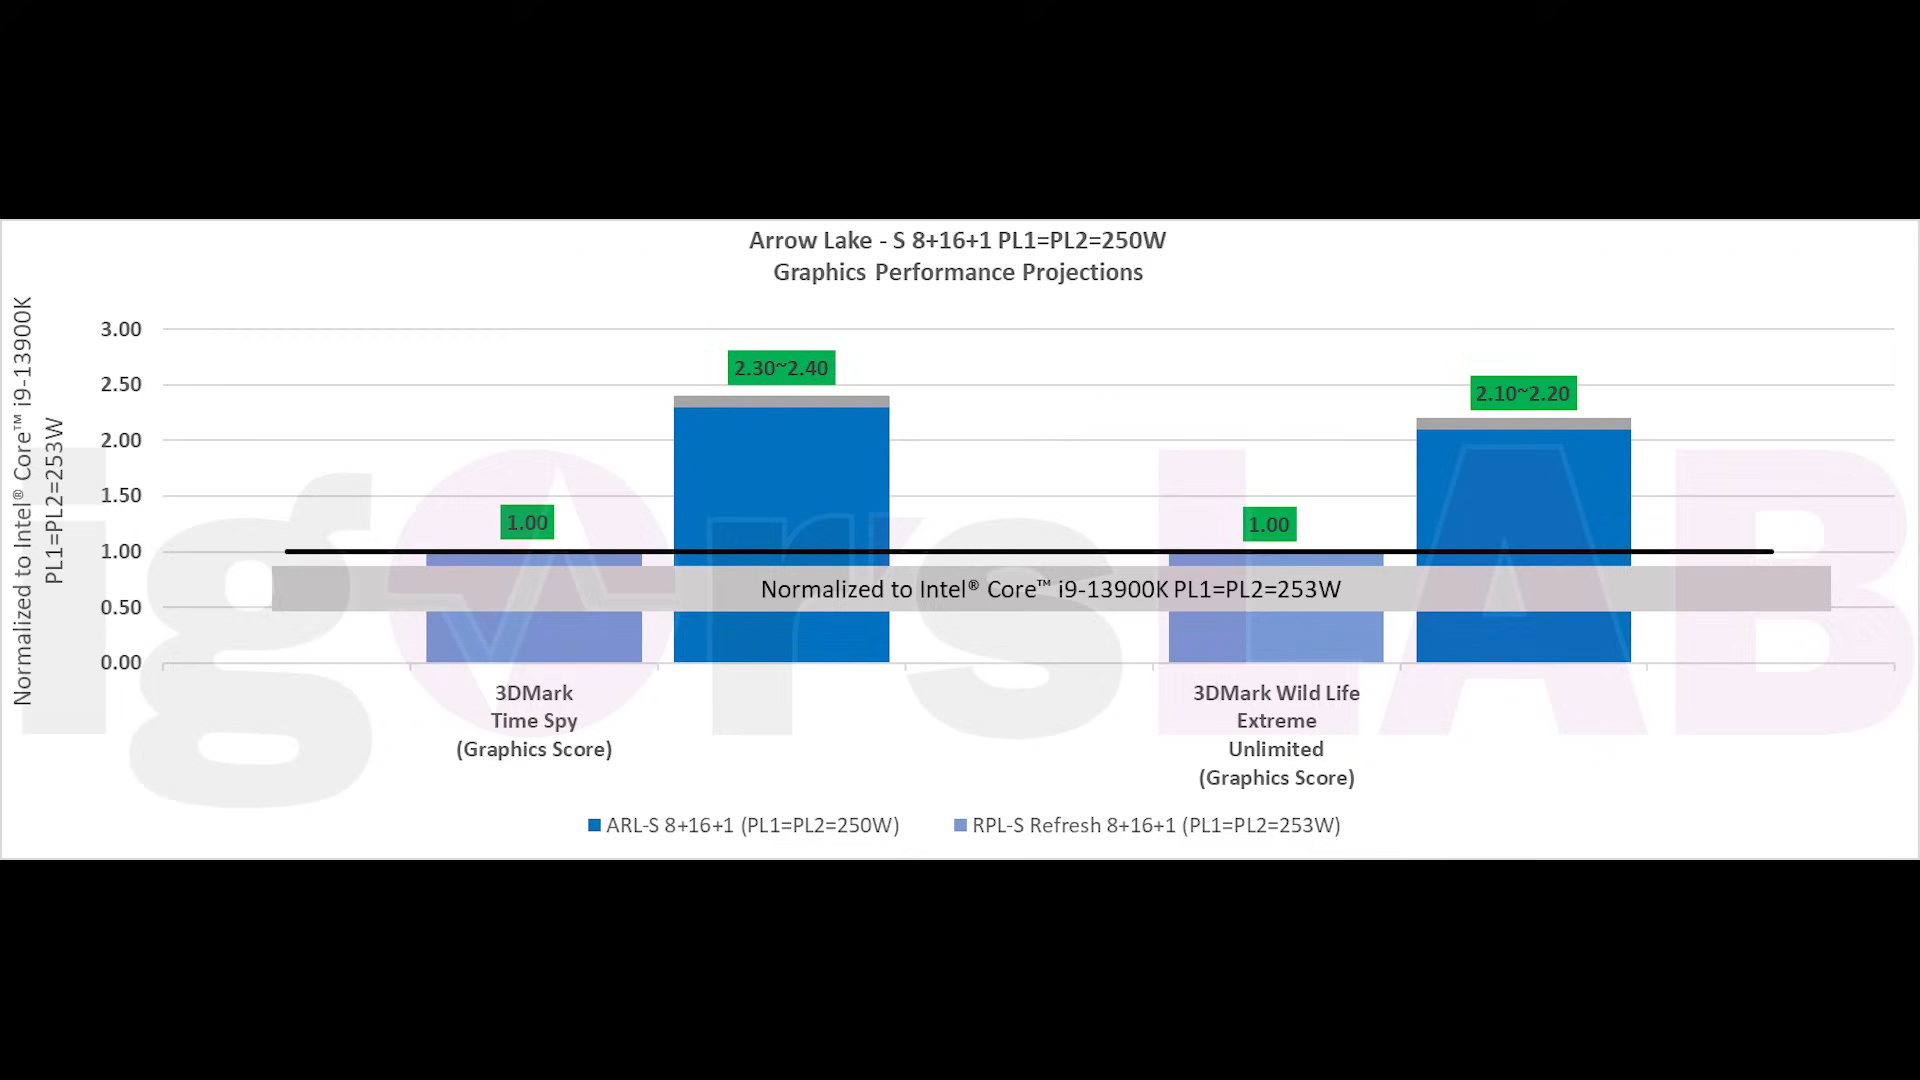 Arrow Lake - S 8+16+1 PL1=PL2=250W
Graphics Performance Projections
Normalized to Intel® Core™ i9-13900K
PL1=PL2=253W
3.00
2.50
2.00
1.50
1.00
0.50
0.00
1.00
2.30~2.40
1.00
2.10~2.20
Normalized to Intel® Core™ i9-13900K PL1=PL2=253W
3DMark
Time Spy
(Graphics Score)
3DMark Wild Life
Extreme
Unlimited
(Graphics Score)
ARL-S 8+16+1 (PL1=PL2=250W)
RPL-S Refresh 8+16+1 (PL1=PL2=253W)
igor'sLAB